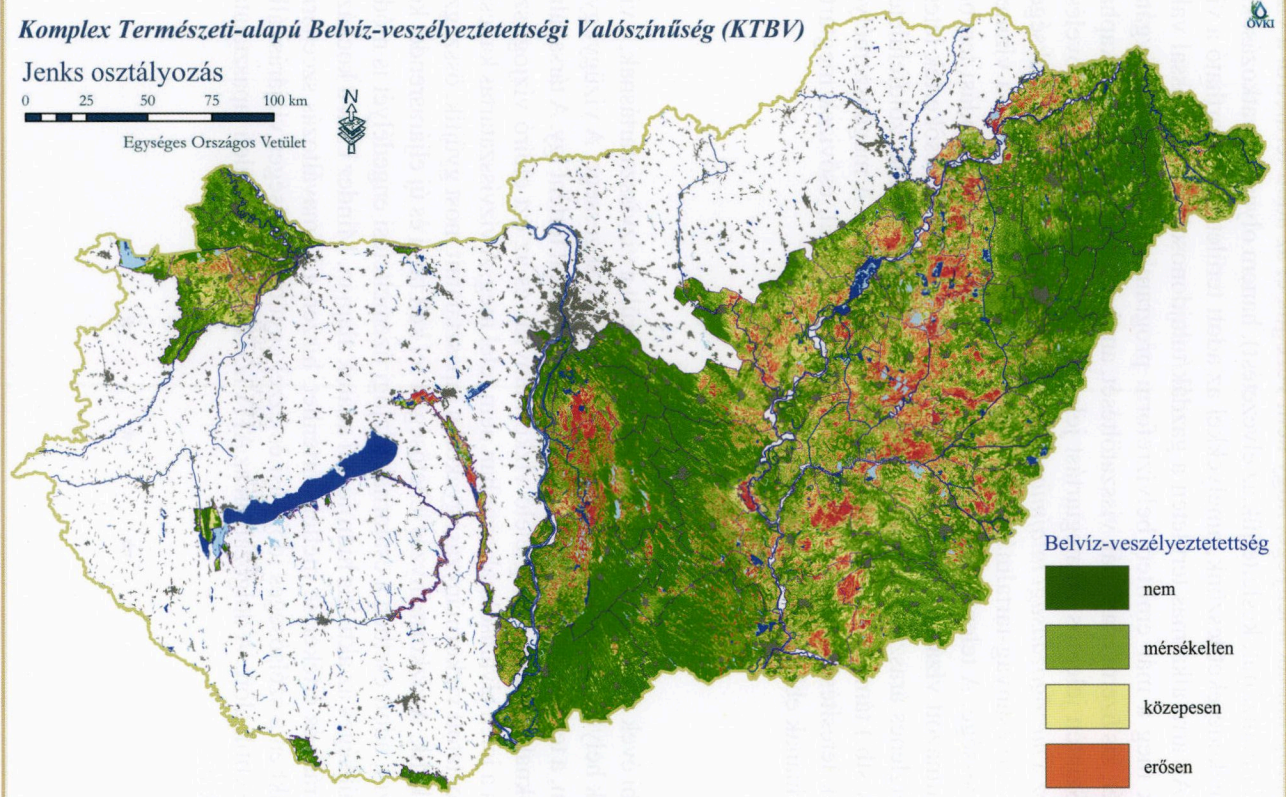 Komplex Természeti-alapú Belvíz-veszélyeztetettségi Valószínűség (KTBV)
ÖVKI
Jenks osztályozás
0 25 50 75 100 km
N
Egységes Országos Vetület
Belvíz-veszélyeztetettség
nem
mérsékelten
közepesen
erősen